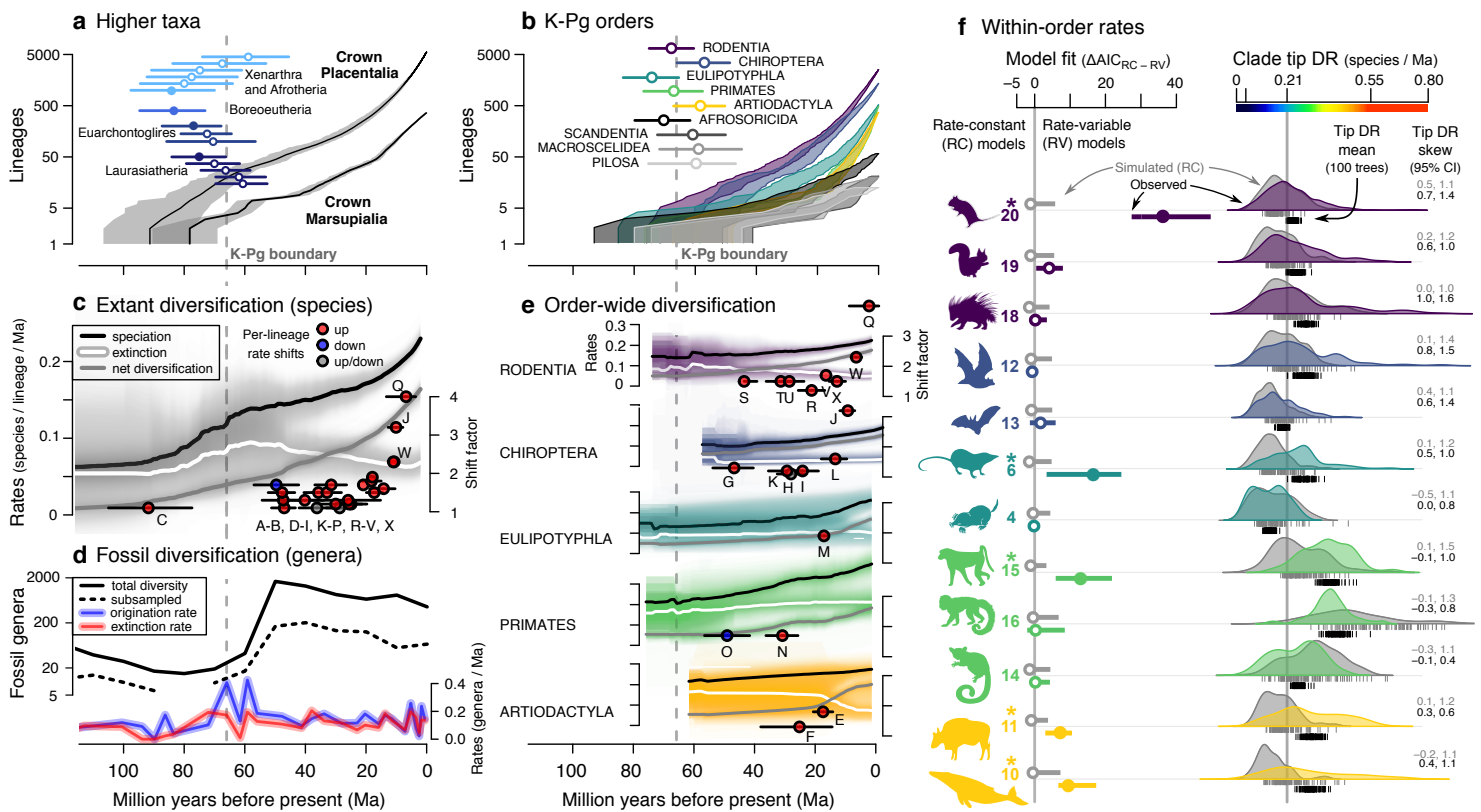 a Higher taxa
5000
500
50
5
1
Lineages
Xenarthra
and Afrotheria
Boreoeutheria
Euarchontoglires
Laurasiatheria
Crown
Placentalia
Crown
Marsupialia
K-Pg boundary
b K-Pg orders
5000
500
50
5
1
Lineages
RODENTIA
CHIROPTERA
EULIPOTYPHLA
PRIMATES
ARTIODACTYLA
AFROSORICIDA
SCANDENTIA
MACROSCELIDEA
PILOSA
K-Pg boundary
c Extant diversification (species)
speciation
extinction
net diversification
Per-lineage
rate shifts
up
down
up/down
0.2
0.1
0
Rates (species / lineage / Ma)
Q
J
W
C
A-B, D-I, K-P, R-V, X
4
3
2
1
Shift factor
d Fossil diversification (genera)
2000
200
20
5
Fossil genera
total diversity
subsampled
origination rate
extinction rate
0.4
0.2
0.0
Rates (genera / Ma)
100 80 60 40 20 0
Million years before present (Ma)
e Order-wide diversification
Q
0.3
0.2
0.1
0
Rates
3
2
1
Shift factor
RODENTIA
S TU R V X W
J
CHIROPTERA
G K H I L
EULIPOTYPHLA
M
PRIMATES
O N
ARTIODACTYLA
F E
100 80 60 40 20 0
Million years before present (Ma)
f Within-order rates
Model fit (ΔAICRC – RV)
−5 0 20 40
Clade tip DR (species / Ma)
0 0.21 0.55 0.80
Rate-constant
(RC) models
Rate-variable
(RV) models
Simulated (RC)
Observed
Tip DR
mean
(100 trees)
Tip DR
skew
(95% CI)
*
20
0.5, 1.1
0.7, 1.4
19
0.2, 1.2
0.6, 1.0
18
0.0, 1.0
1.0, 1.6
12
0.1, 1.4
0.8, 1.5
13
0.4, 1.1
0.6, 1.4
*
6
0.1, 1.2
0.5, 1.0
4
−0.5, 1.1
0.0, 0.8
*
15
0.1, 1.5
−0.1, 1.0
16
−0.1, 1.3
−0.3, 0.8
14
−0.3, 1.1
−0.1, 0.4
*
11
0.1, 1.2
0.3, 0.6
*
10
−0.2, 1.1
0.4, 1.1